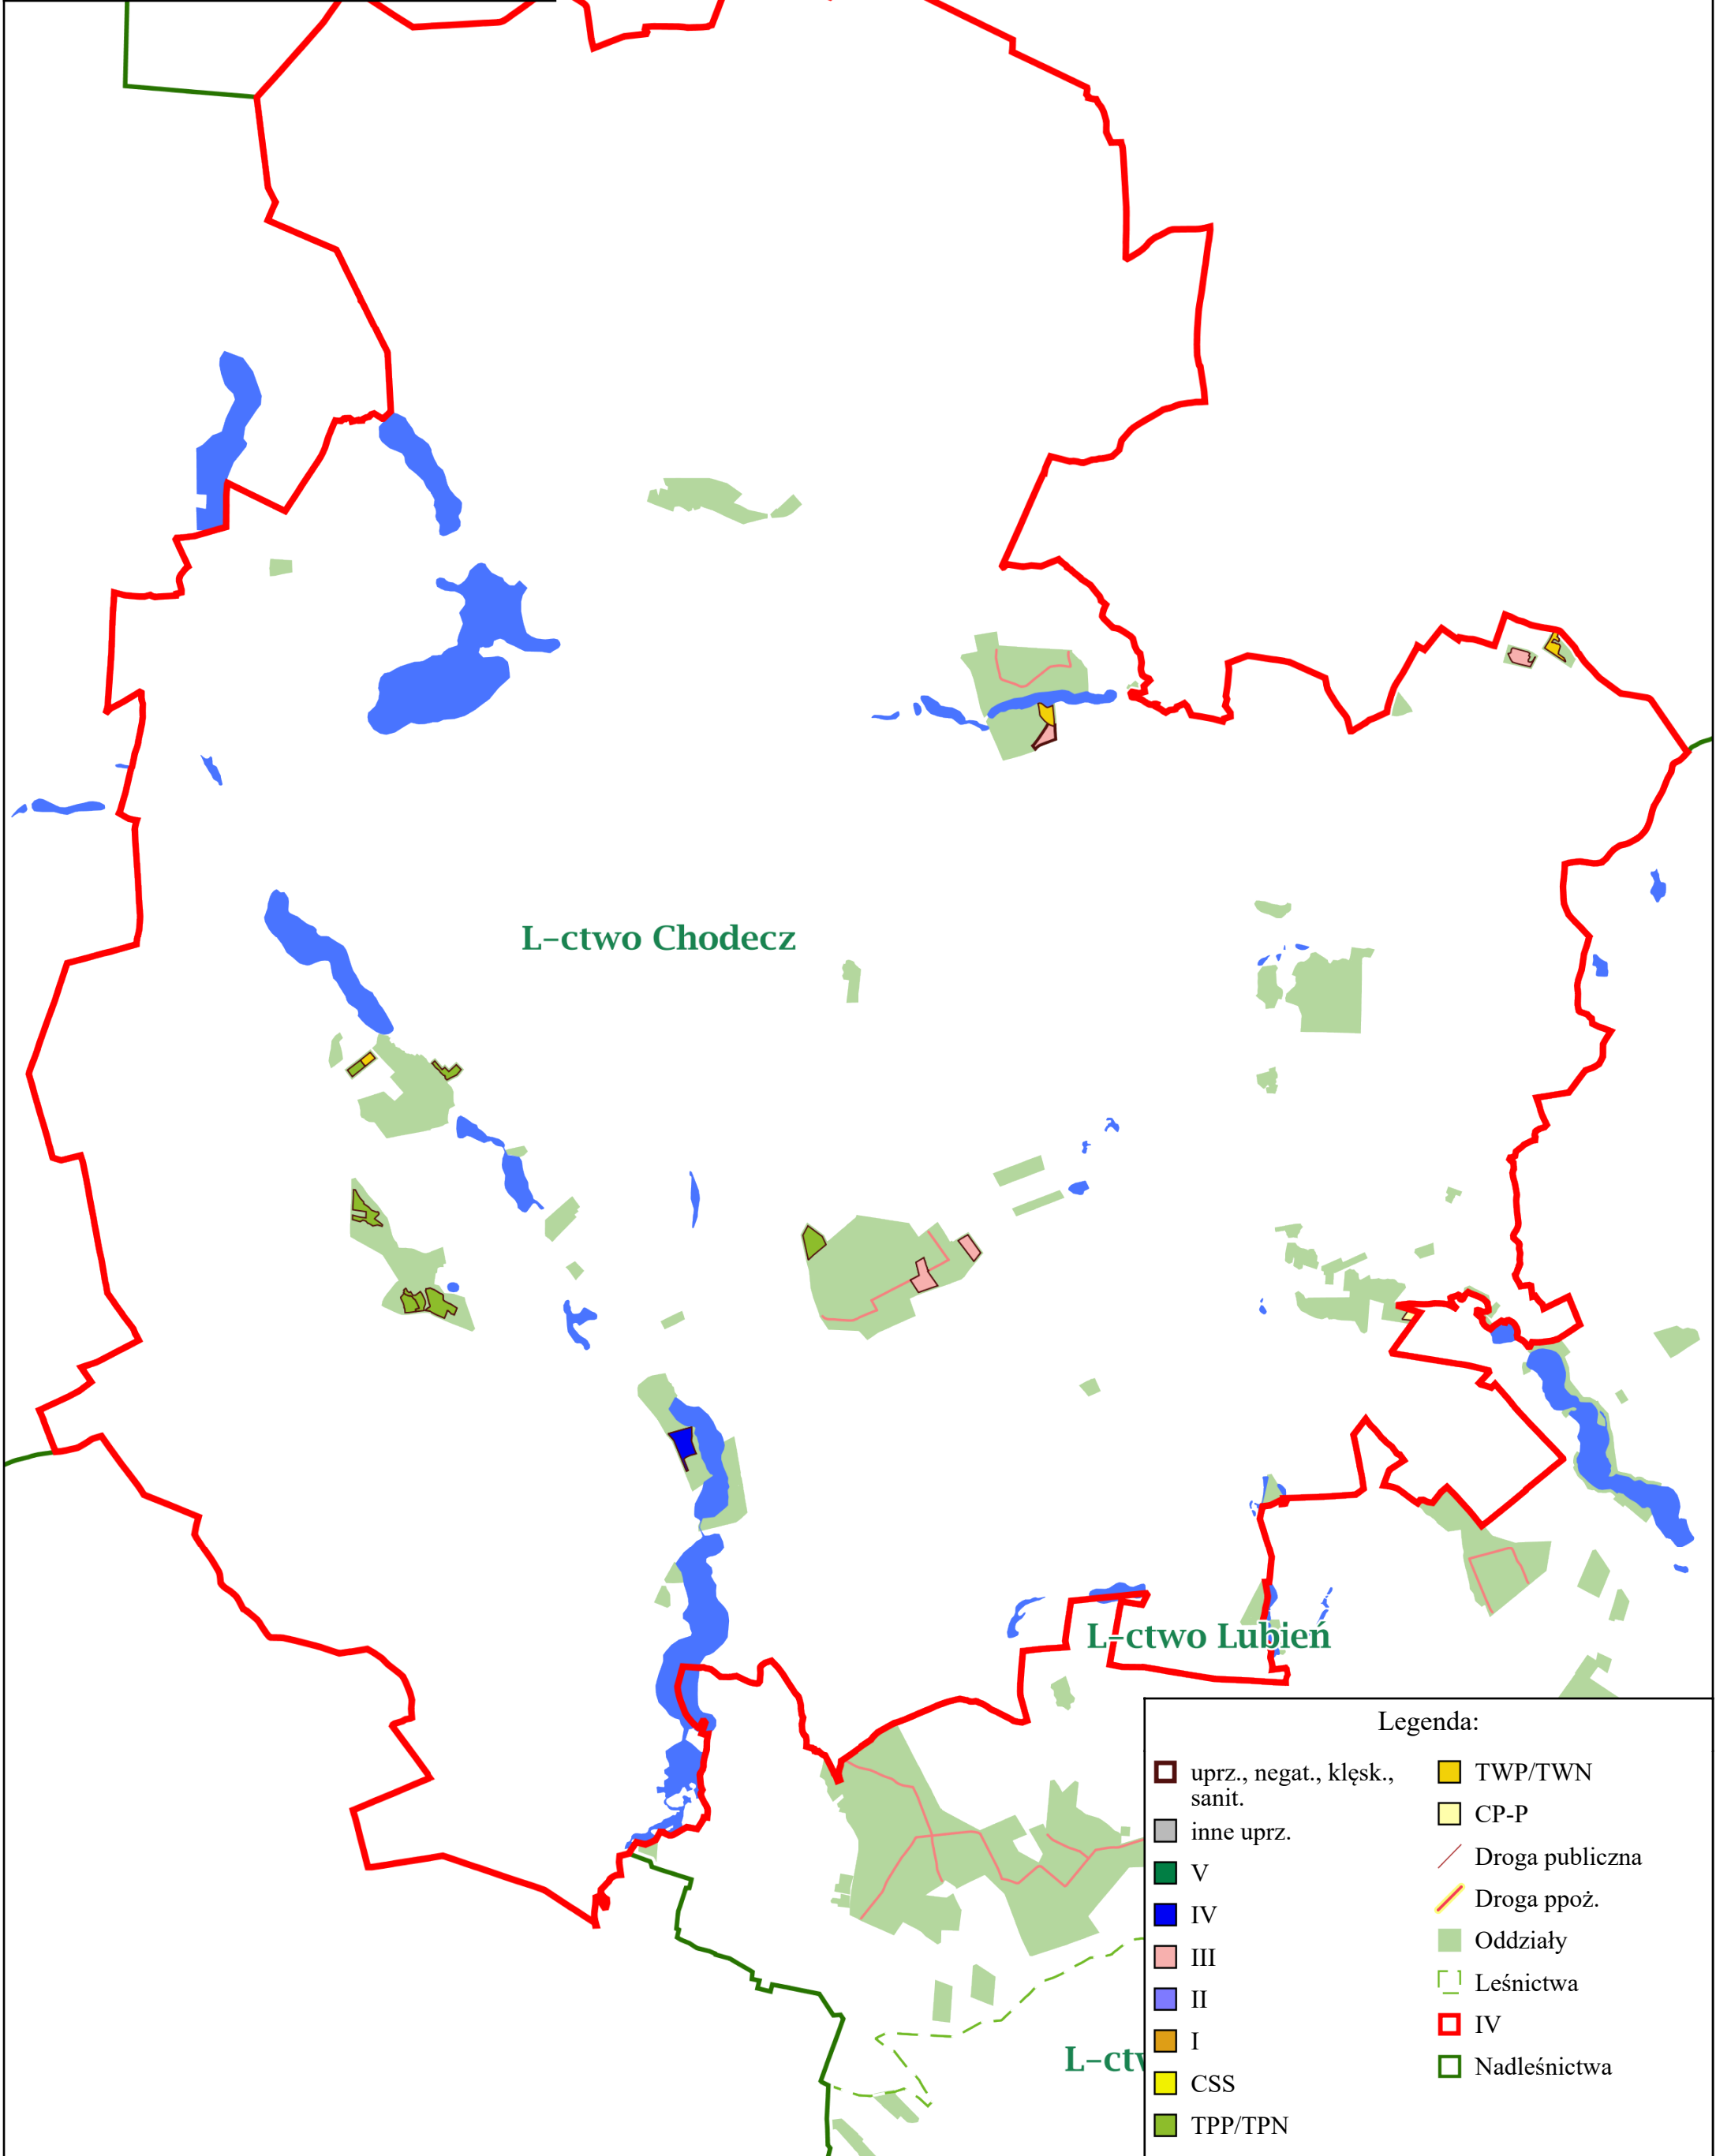 L-ctwo Chodecz
L-ctwo Lubień
L-ctw
Legenda:
uprz., negat., klęsk.,
sanit.
inne uprz.
V
IV
III
II
I
CSS
TPP/TPN
TWP/TWN
CP-P
Droga publiczna
Droga ppoż.
Oddziały
Leśnictwa
IV
Nadleśnictwa